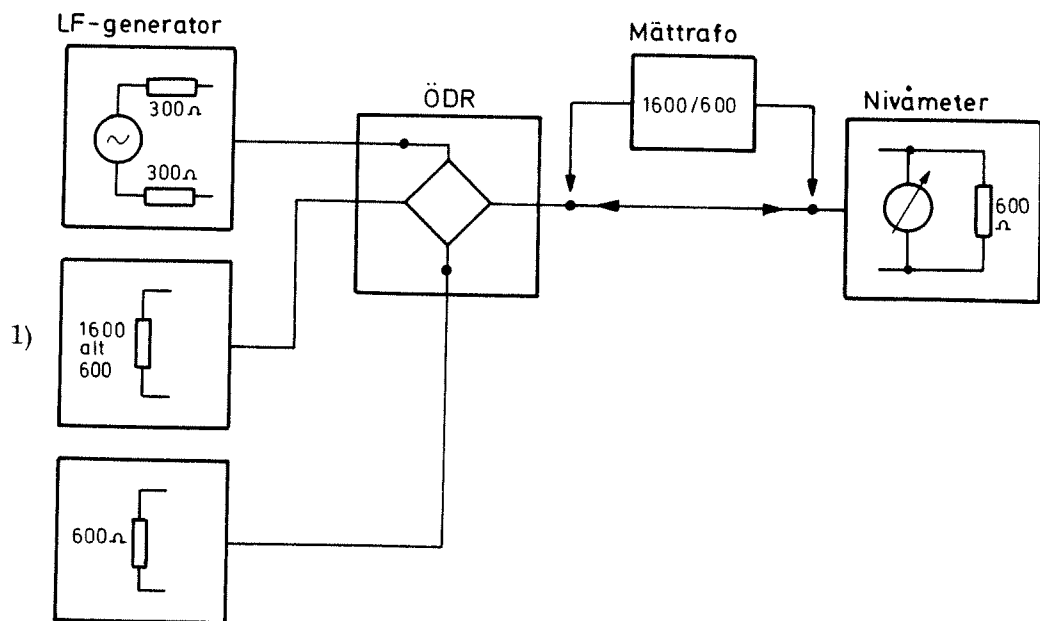 LF-generator
300Ω
300Ω
ÖDR
Mättrafo
1600/600
Nivåmeter
600
Ω
1)
1600
alt
600
600Ω